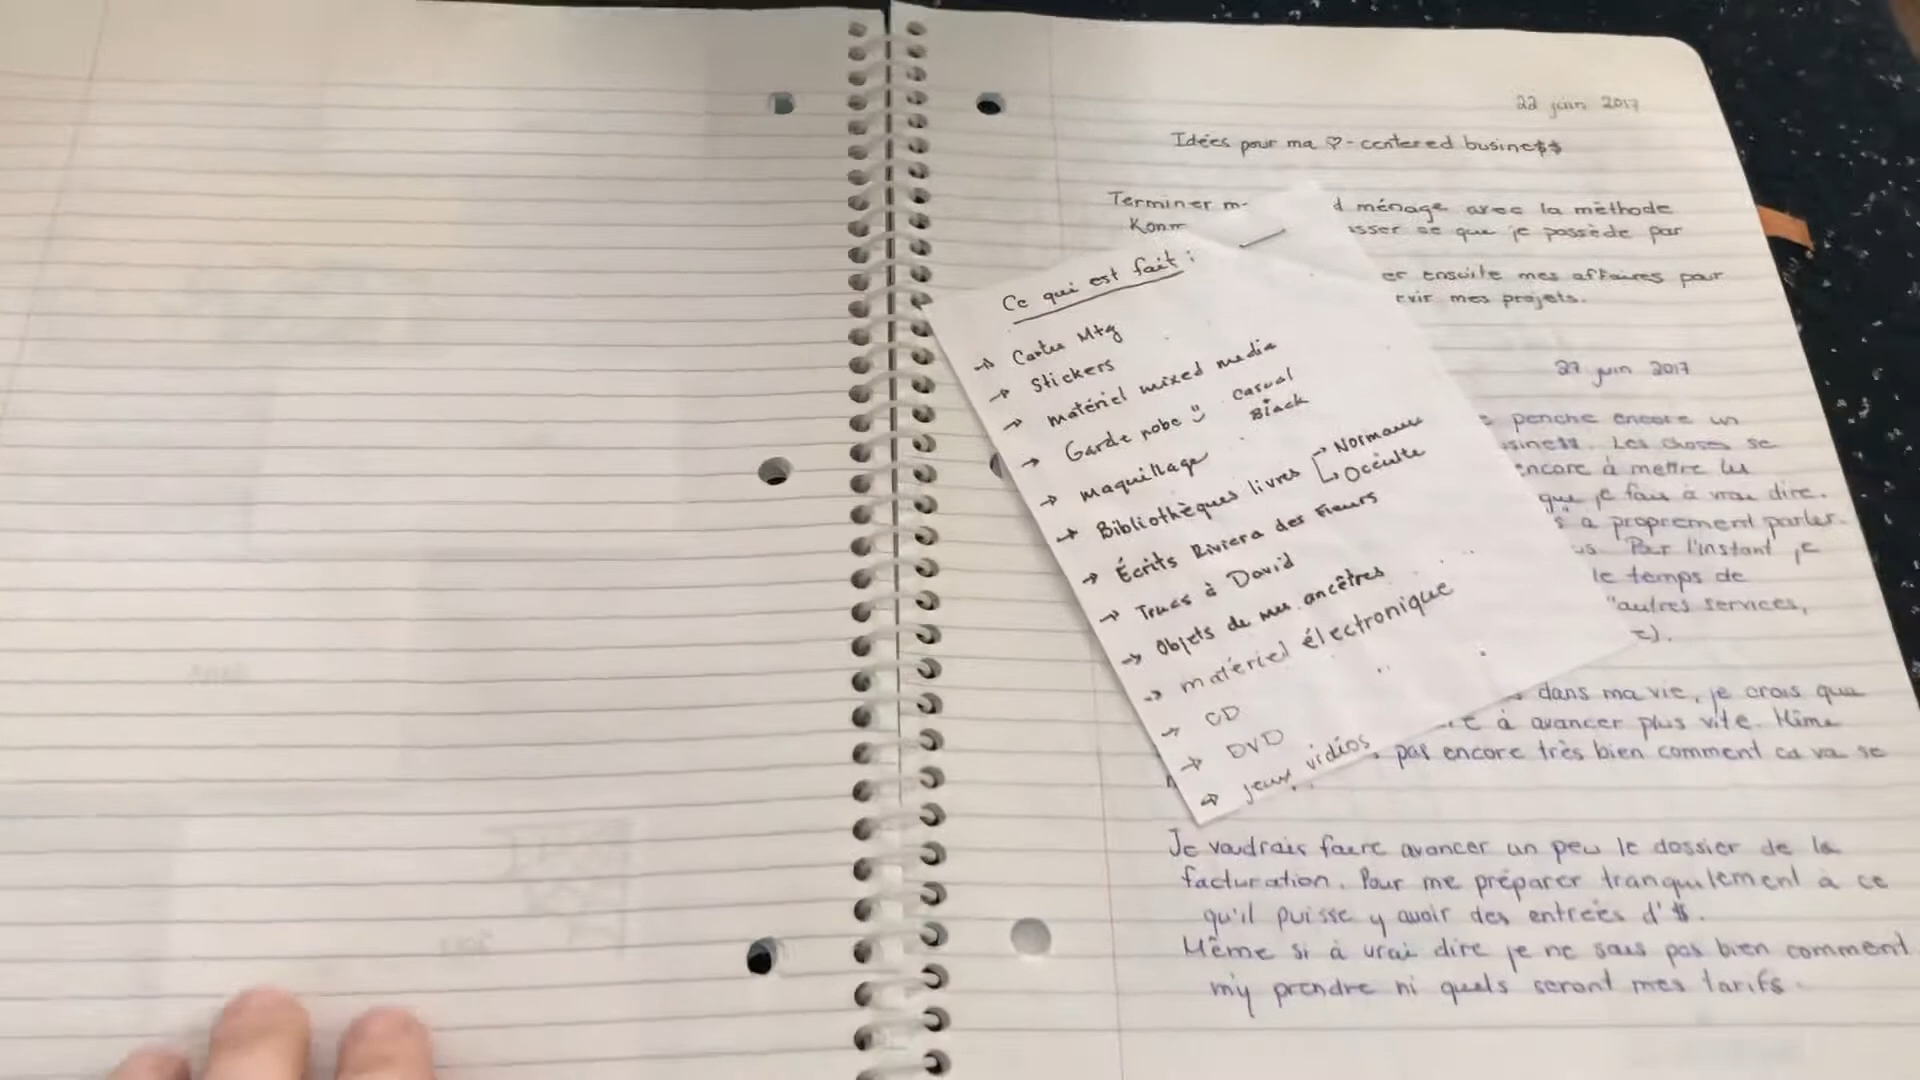 22 juin 2017
Idées pour ma ♡-centered busine$$
Terminer m- d ménage avec la méthode
Konm isser ce que je possède par
er ensuite mes affaires pour
rvir mes projets.
Ce qui est fait :
→ Cartes Mtg
→ Stickers
→ matériel mixed media
→ Garde robe Casual
Black
→ maquillage
→ Bibliothèques livres → Normaux
↳ Occulte
→ Écrits Riviera des Fleurs
→ Trucs à David
→ Objets de mes ancêtres
→ matériel électronique
→ CD
→ DVD
→ jeux vidéos
27 juin 2017
penche encore un
sine$$. Les choses se
encore à mettre le
que je fais à vrai dire.
s" à proprement parler.
us. Par l'instant je
le temps de
"autres services,
dans ma vie, je crois que
à avancer plus vite. Même
pas encore très bien comment ca va se
Je voudrais faire avancer un peu le dossier de la
facturation. Pour me préparer tranquilement à ce
qu'il puisse y avoir des entrées d'$.
Même si à vrai dire je ne sais pas bien comment
m'y prendre ni quels seront mes tarifs.